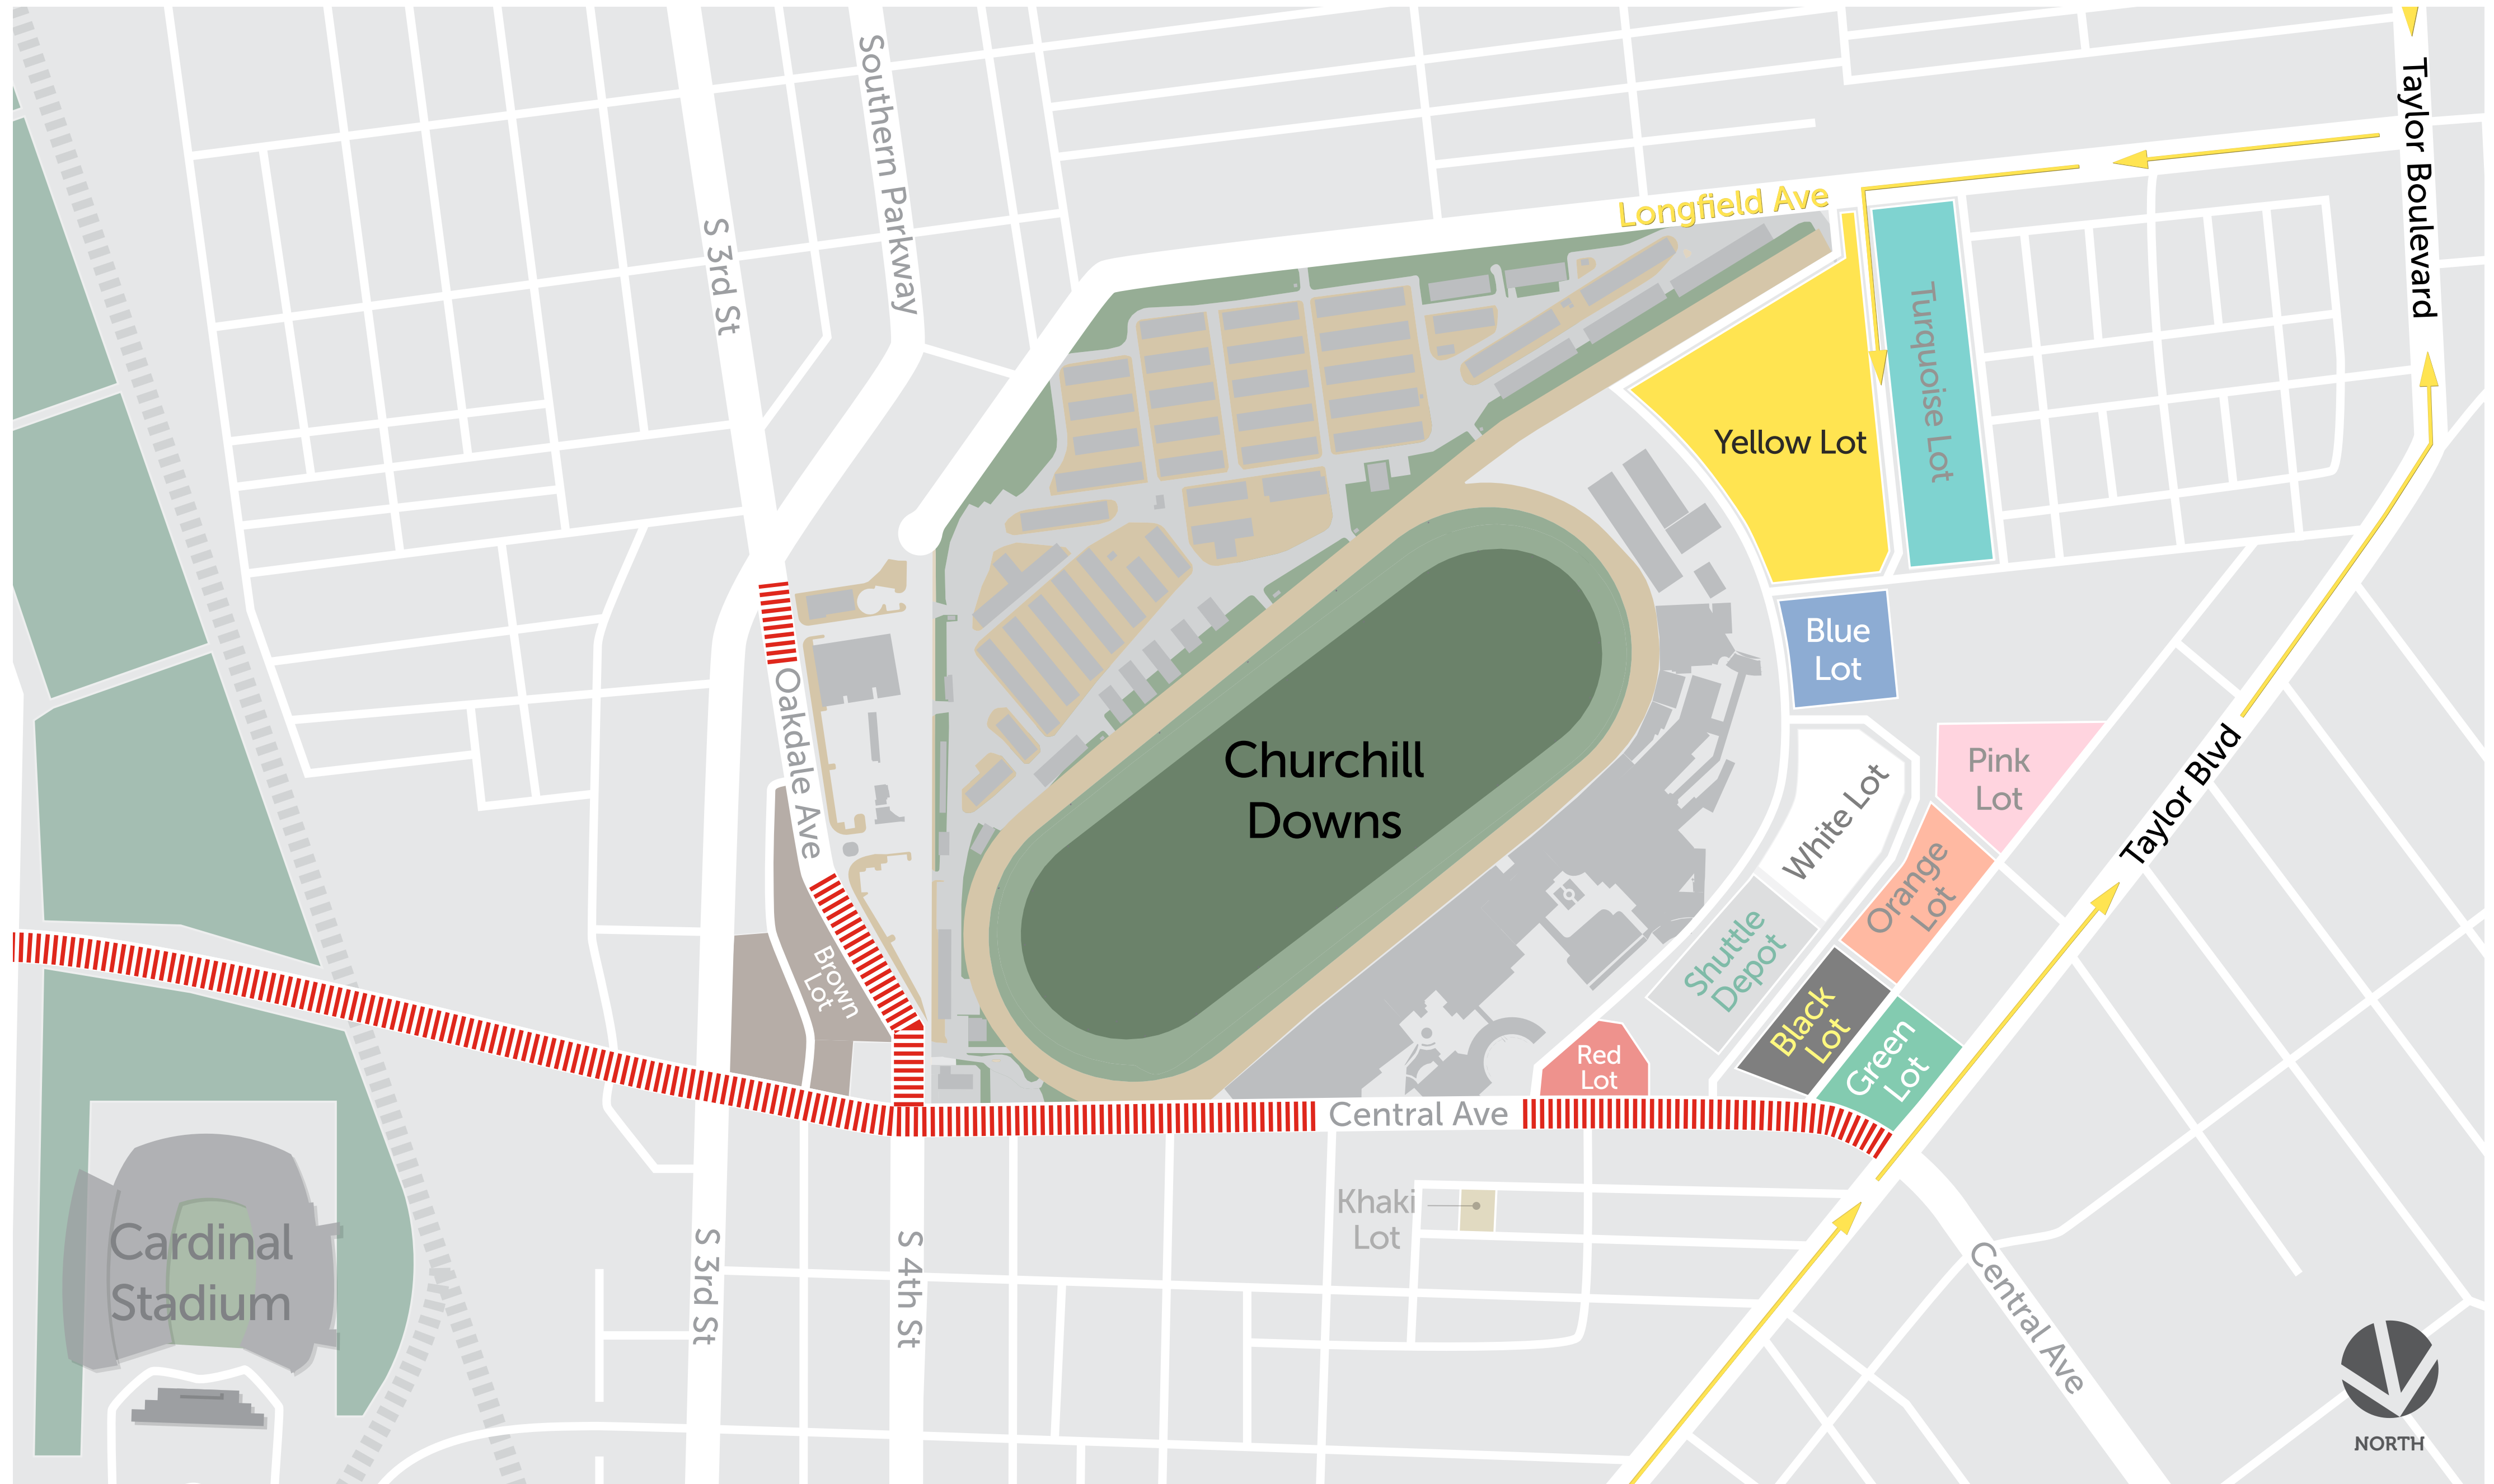 Southern Parkway
Taylor Boulevard
Longfield Ave
S 3rd St
Turquoise Lot
Yellow Lot
Blue
Lot
Oakdale Ave
Churchill
Downs
Pink
Lot
White Lot
Taylor Blvd
Orange
Lot
Shuttle
Depot
Brown
Lot
Black
Lot
Green
Lot
Red
Lot
Central Ave
Khaki
Lot
Cardinal
Stadium
S 3rd St
S 4th St
Central Ave
NORTH